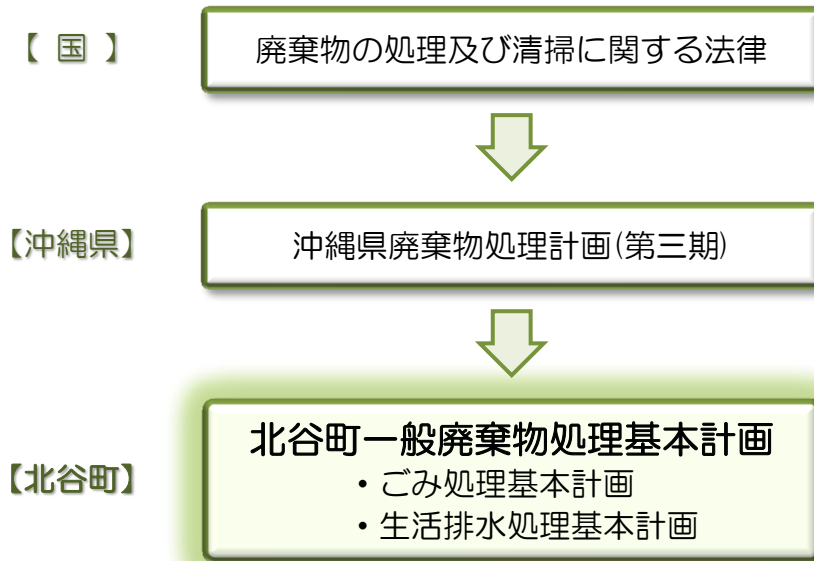 【 国 】
廃棄物の処理及び清掃に関する法律
【沖縄県】
沖縄県廃棄物処理計画(第三期)
【北谷町】
北谷町一般廃棄物処理基本計画
・ごみ処理基本計画
・生活排水処理基本計画